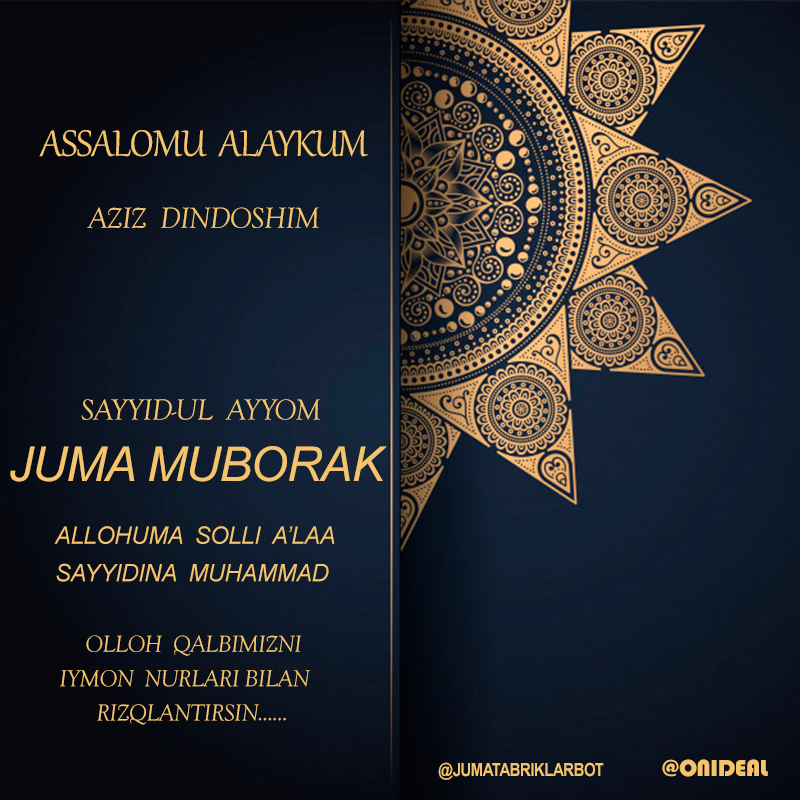 ASSALOMU ALAYKUM
AZIZ DINDOSHIM
SAYYID-UL AYYOM
JUMA MUBORAK
ALLOHUMA SOLLI A'LAA
SAYYIDINA MUHAMMAD
OLLOH QALBIMIZNI
IYMON NURLARI BILAN
RIZQLANTIRSIN......
@JUMATABRIKLARBOT
@ONIDEAL